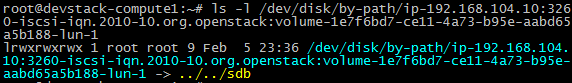 root@devstack-compute1:~# ls -l /dev/disk/by-path/ip-192.168.104.10:326
0-iscsi-iqn.2010-10.org.openstack:volume-1e7f6bd7-ce11-4a73-b95e-aabd65
a5b188-lun-1
lrwxrwxrwx 1 root root 9 Feb  5 23:36 /dev/disk/by-path/ip-192.168.104.
10:3260-iscsi-iqn.2010-10.org.openstack:volume-1e7f6bd7-ce11-4a73-b95e-
aabd65a5b188-lun-1 -> ../../sdb